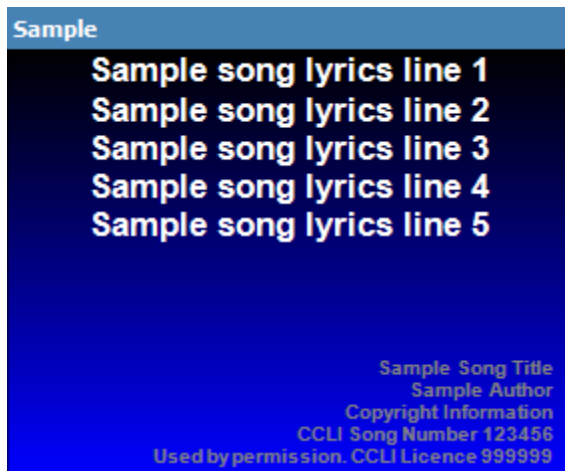 Sample
Sample song lyrics line 1
Sample song lyrics line 2
Sample song lyrics line 3
Sample song lyrics line 4
Sample song lyrics line 5
Sample Song Title
Sample Author
Copyright Information
CCLI Song Number 123456
Used by permission. CCLI Licence 999999